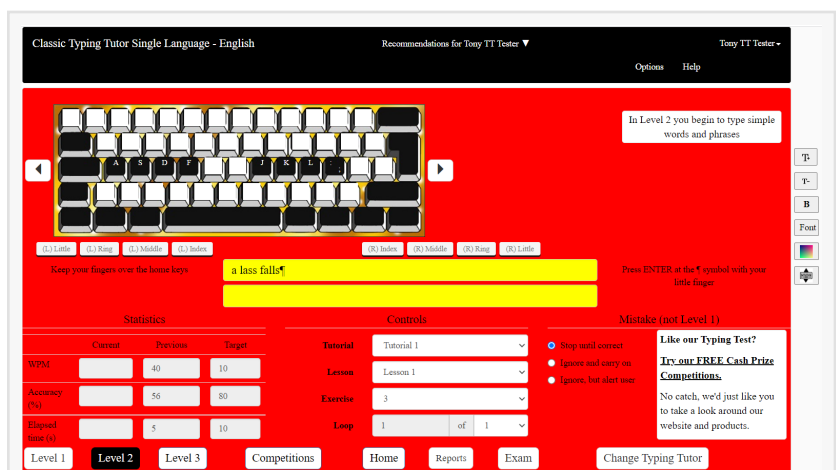 Classic Typing Tutor Single Language - English
Recommendations for Tony TT Tester ▼
Tony TT Tester
Options Help
In Level 2 you begin to type simple
words and phrases
A S D F J K L ;
(L) Little (L) Ring (L) Middle (L) Index (R) Index (R) Middle (R) Ring (R) Little
Keep your fingers over the home keys
a lass falls¶
Press ENTER at the ¶ symbol with your
little finger
T+
T-
B
Font
Statistics
Current Previous Target
WPM 40 10
Accuracy
(%)
56 80
Elapsed
time (s)
5 10
Controls
Tutorial Tutorial 1
Lesson Lesson 1
Exercise 3
Loop 1 of 1
Mistake (not Level 1)
Stop until correct
Ignore and carry on
Ignore, but alert user
Like our Typing Test?
Try our FREE Cash Prize
Competitions.
No catch, we'd just like you
to take a look around our
website and products.
Level 1 Level 2 Level 3 Competitions Home Reports Exam Change Typing Tutor